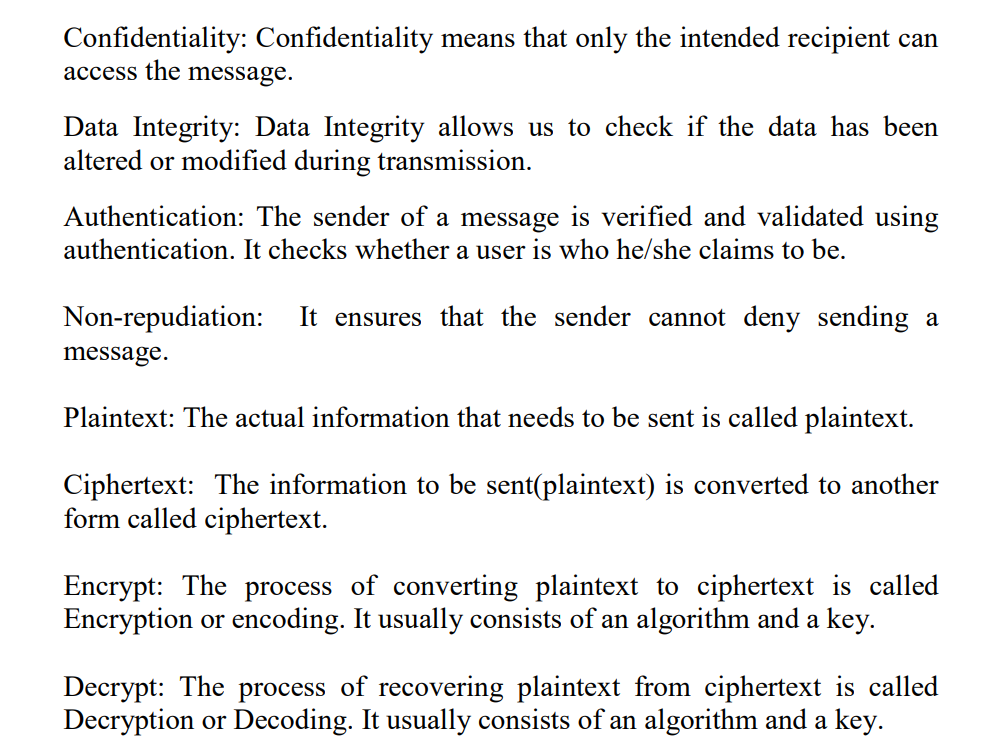 Confidentiality: Confidentiality means that only the intended recipient can
access the message.
Data Integrity: Data Integrity allows us to check if the data has been
altered or modified during transmission.
Authentication: The sender of a message is verified and validated using
authentication. It checks whether a user is who he/she claims to be.
Non-repudiation: It ensures that the sender cannot deny sending a
message.
Plaintext: The actual information that needs to be sent is called plaintext.
Ciphertext: The information to be sent(plaintext) is converted to another
form called ciphertext.
Encrypt: The process of converting plaintext to ciphertext is called
Encryption or encoding. It usually consists of an algorithm and a key.
Decrypt: The process of recovering plaintext from ciphertext is called
Decryption or Decoding. It usually consists of an algorithm and a key.